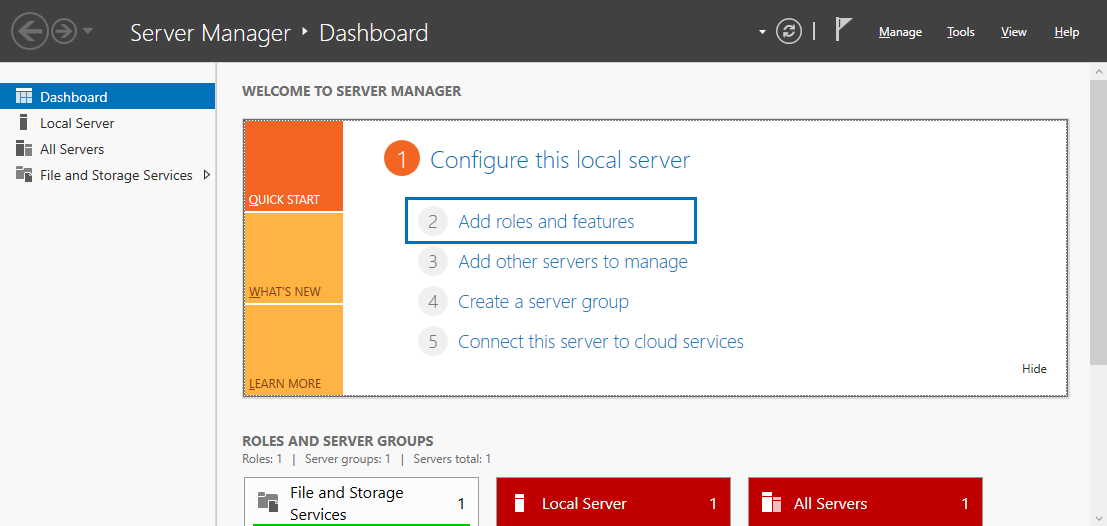 Server Manager ‣ Dashboard
Manage Tools View Help
Dashboard
Local Server
All Servers
File and Storage Services
WELCOME TO SERVER MANAGER
QUICK START
WHAT'S NEW
LEARN MORE
1 Configure this local server
2 Add roles and features
3 Add other servers to manage
4 Create a server group
5 Connect this server to cloud services
Hide
ROLES AND SERVER GROUPS
Roles: 1 | Server groups: 1 | Servers total: 1
File and Storage
Services 1
Local Server 1
All Servers 1